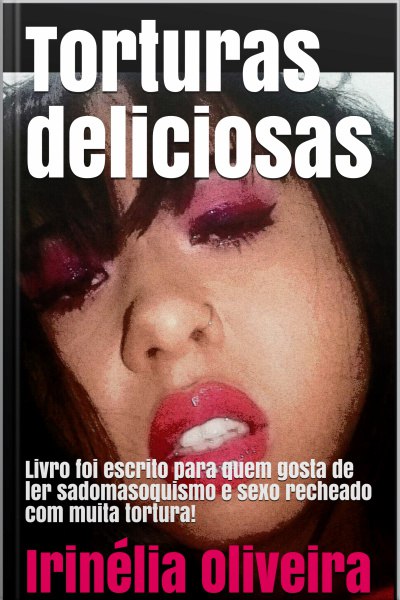 Torturas
deliciosas
Livro foi escrito para quem gosta de
ler sadomasoquismo e sexo recheado
com muita tortura!
Irinélia Oliveira